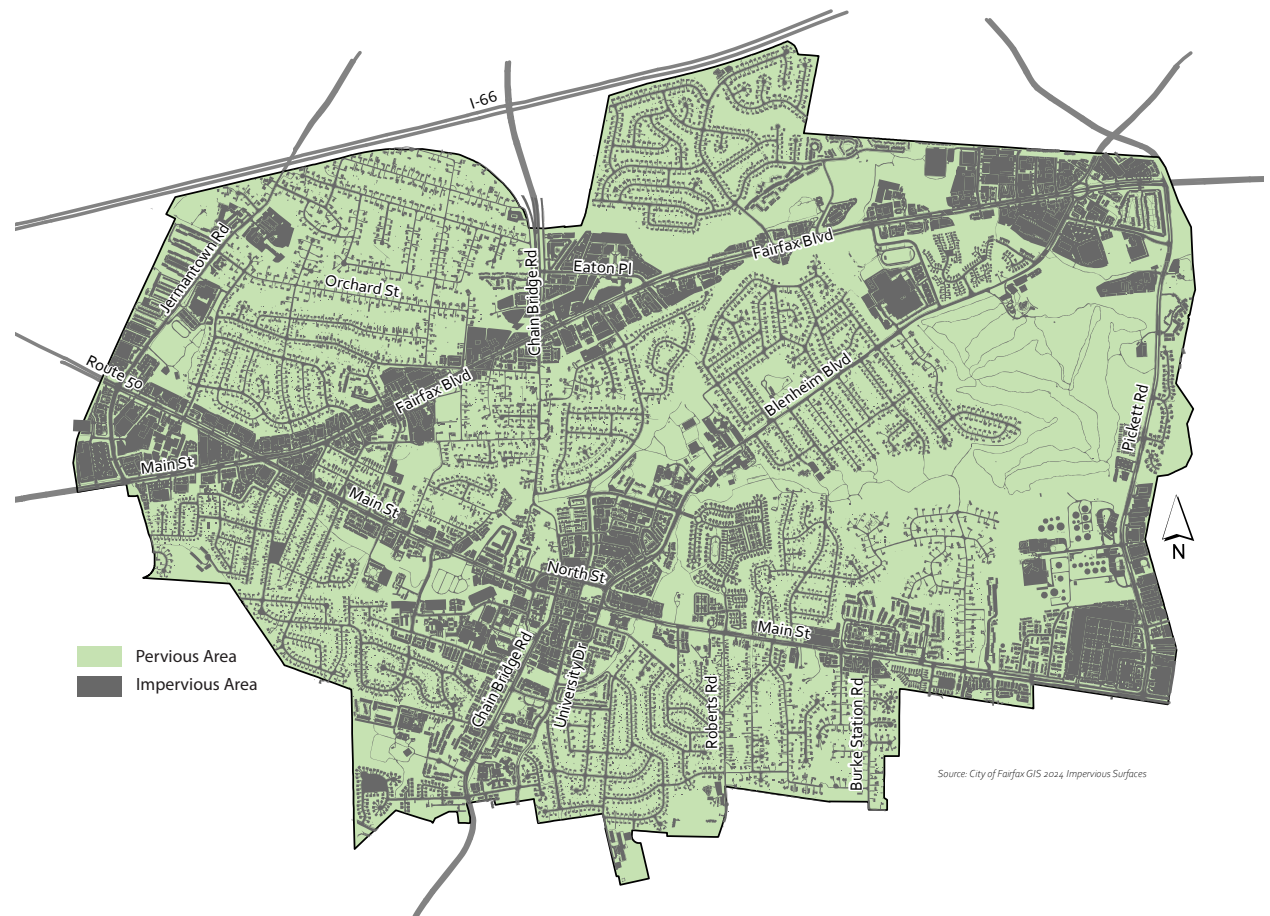 I-66
Jermantown Rd
Orchard St
Chain Bridge Rd
Eaton Pl
Fairfax Blvd
Route 50
Fairfax Blvd
Blenheim Blvd
Pickett Rd
Main St
Main St
N
North St
Main St
Pervious Area
Impervious Area
Chain Bridge Rd
University Dr
Roberts Rd
Burke Station Rd
Source: City of Fairfax GIS 2024 Impervious Surfaces